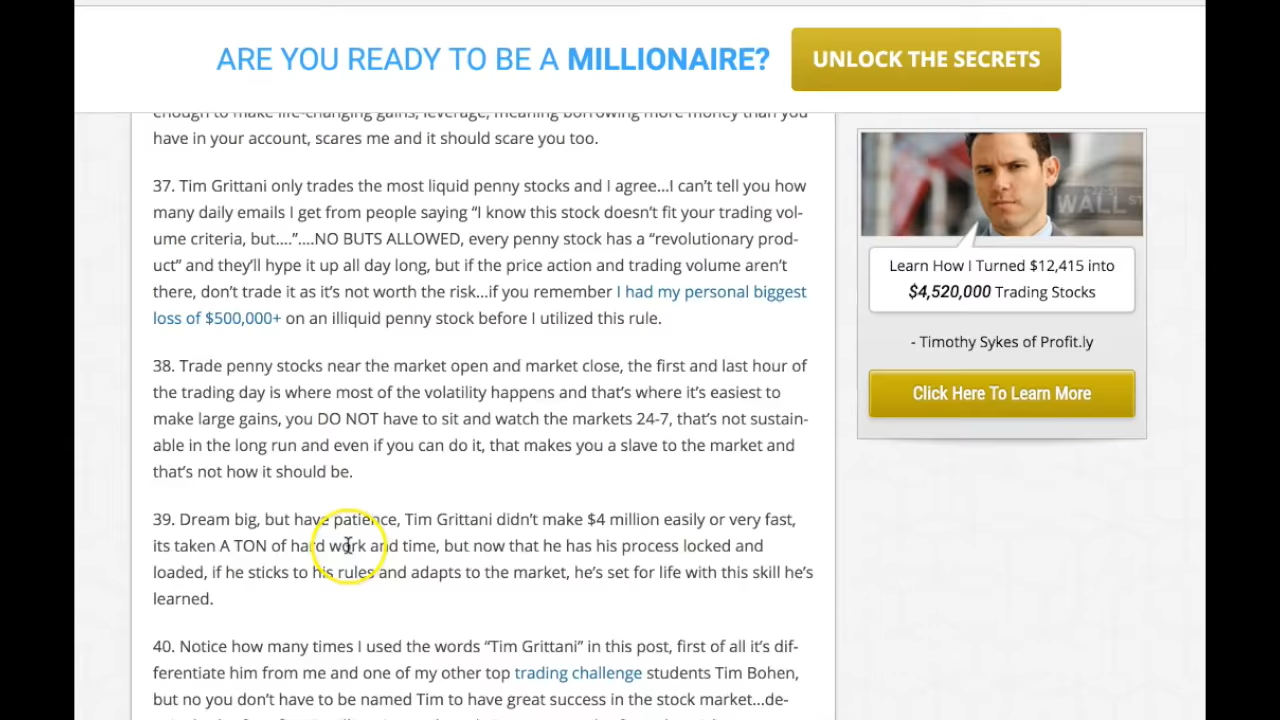 ARE YOU READY TO BE A MILLIONAIRE?
UNLOCK THE SECRETS
enough to make life-changing gains, leverage, meaning borrowing more money than you
have in your account, scares me and it should scare you too.
37. Tim Grittani only trades the most liquid penny stocks and I agree...I can't tell you how
many daily emails I get from people saying “I know this stock doesn't fit your trading vol-
ume criteria, but....”....NO BUTS ALLOWED, every penny stock has a “revolutionary prod-
uct” and they'll hype it up all day long, but if the price action and trading volume aren't
there, don't trade it as it's not worth the risk...if you remember I had my personal biggest
loss of $500,000+ on an illiquid penny stock before I utilized this rule.
38. Trade penny stocks near the market open and market close, the first and last hour of
the trading day is where most of the volatility happens and that's where it's easiest to
make large gains, you DO NOT have to sit and watch the markets 24-7, that's not sustain-
able in the long run and even if you can do it, that makes you a slave to the market and
that's not how it should be.
39. Dream big, but have patience, Tim Grittani didn't make $4 million easily or very fast,
its taken A TON of hard work and time, but now that he has his process locked and
loaded, if he sticks to his rules and adapts to the market, he's set for life with this skill he's
learned.
40. Notice how many times I used the words “Tim Grittani” in this post, first of all it's dif-
ferentiate him from me and one of my other top trading challenge students Tim Bohen,
but no you don't have to be named Tim to have great success in the stock market...de-
WALL ST
Learn How I Turned $12,415 into
$4,520,000 Trading Stocks
- Timothy Sykes of Profit.ly
Click Here To Learn More